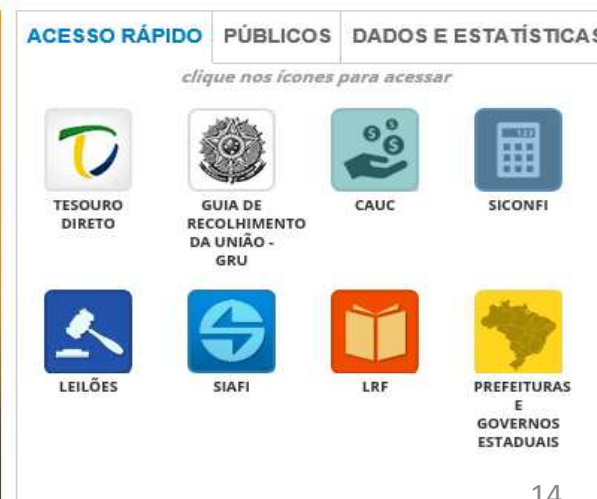 ACESSO RÁPIDO PÚBLICOS DADOS E ESTATÍSTICAS
clique nos ícones para acessar
TESOURO
DIRETO
GUIA DE
RECOLHIMENTO
DA UNIÃO -
GRU
CAUC
SICONFI
LEILÕES
SIAFI
LRF
PREFEITURAS
E
GOVERNOS
ESTADUAIS
14